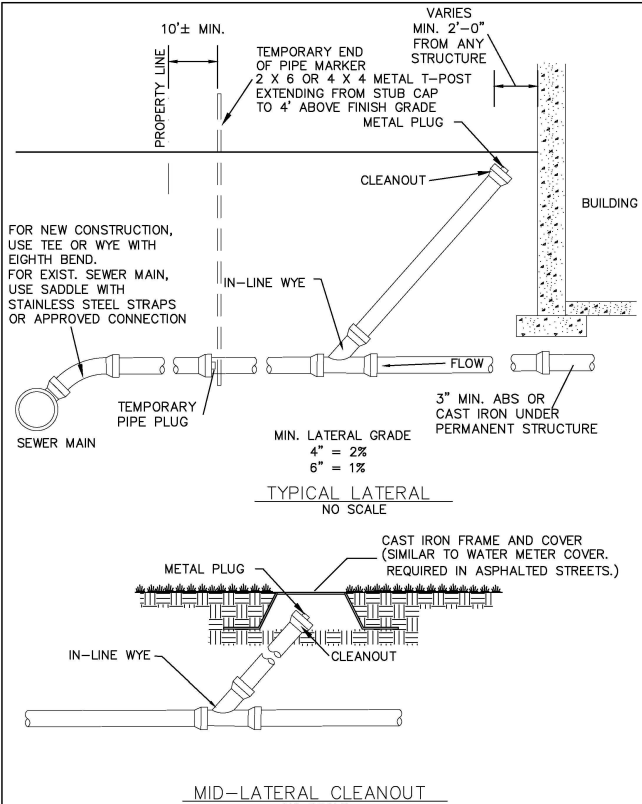 10'± MIN.
PROPERTY LINE
TEMPORARY END
OF PIPE MARKER
2 X 6 OR 4 X 4 METAL T-POST
EXTENDING FROM STUB CAP
TO 4' ABOVE FINISH GRADE
VARIES
MIN. 2'-0"
FROM ANY
STRUCTURE
METAL PLUG
CLEANOUT
BUILDING
FOR NEW CONSTRUCTION,
USE TEE OR WYE WITH
EIGHTH BEND.
FOR EXIST. SEWER MAIN,
USE SADDLE WITH
STAINLESS STEEL STRAPS
OR APPROVED CONNECTION
IN-LINE WYE
FLOW
SEWER MAIN
TEMPORARY
PIPE PLUG
3" MIN. ABS OR
CAST IRON UNDER
PERMANENT STRUCTURE
MIN. LATERAL GRADE
4" = 2%
6" = 1%
TYPICAL LATERAL
NO SCALE
CAST IRON FRAME AND COVER
(SIMILAR TO WATER METER COVER.
REQUIRED IN ASPHALTED STREETS.)
METAL PLUG
IN-LINE WYE
CLEANOUT
MID-LATERAL CLEANOUT